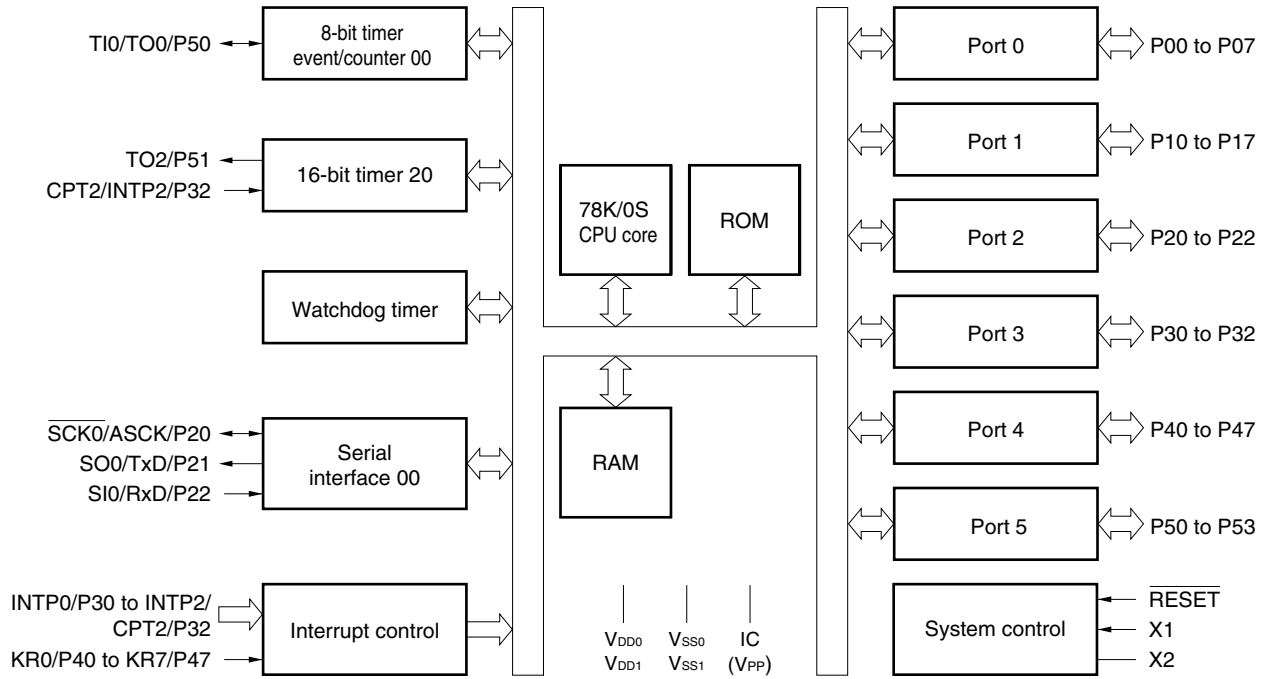 TI0/TO0/P50
8-bit timer
event/counter 00
TO2/P51
CPT2/INTP2/P32
16-bit timer 20
Watchdog timer
SCK0/ASCK/P20
SO0/TxD/P21
SI0/RxD/P22
Serial
interface 00
INTP0/P30 to INTP2/
CPT2/P32
KR0/P40 to KR7/P47
Interrupt control
78K/0S
CPU core
ROM
RAM
VDD0
VDD1
VSS0
VSS1
IC
(VPP)
Port 0
P00 to P07
Port 1
P10 to P17
Port 2
P20 to P22
Port 3
P30 to P32
Port 4
P40 to P47
Port 5
P50 to P53
System control
RESET
X1
X2